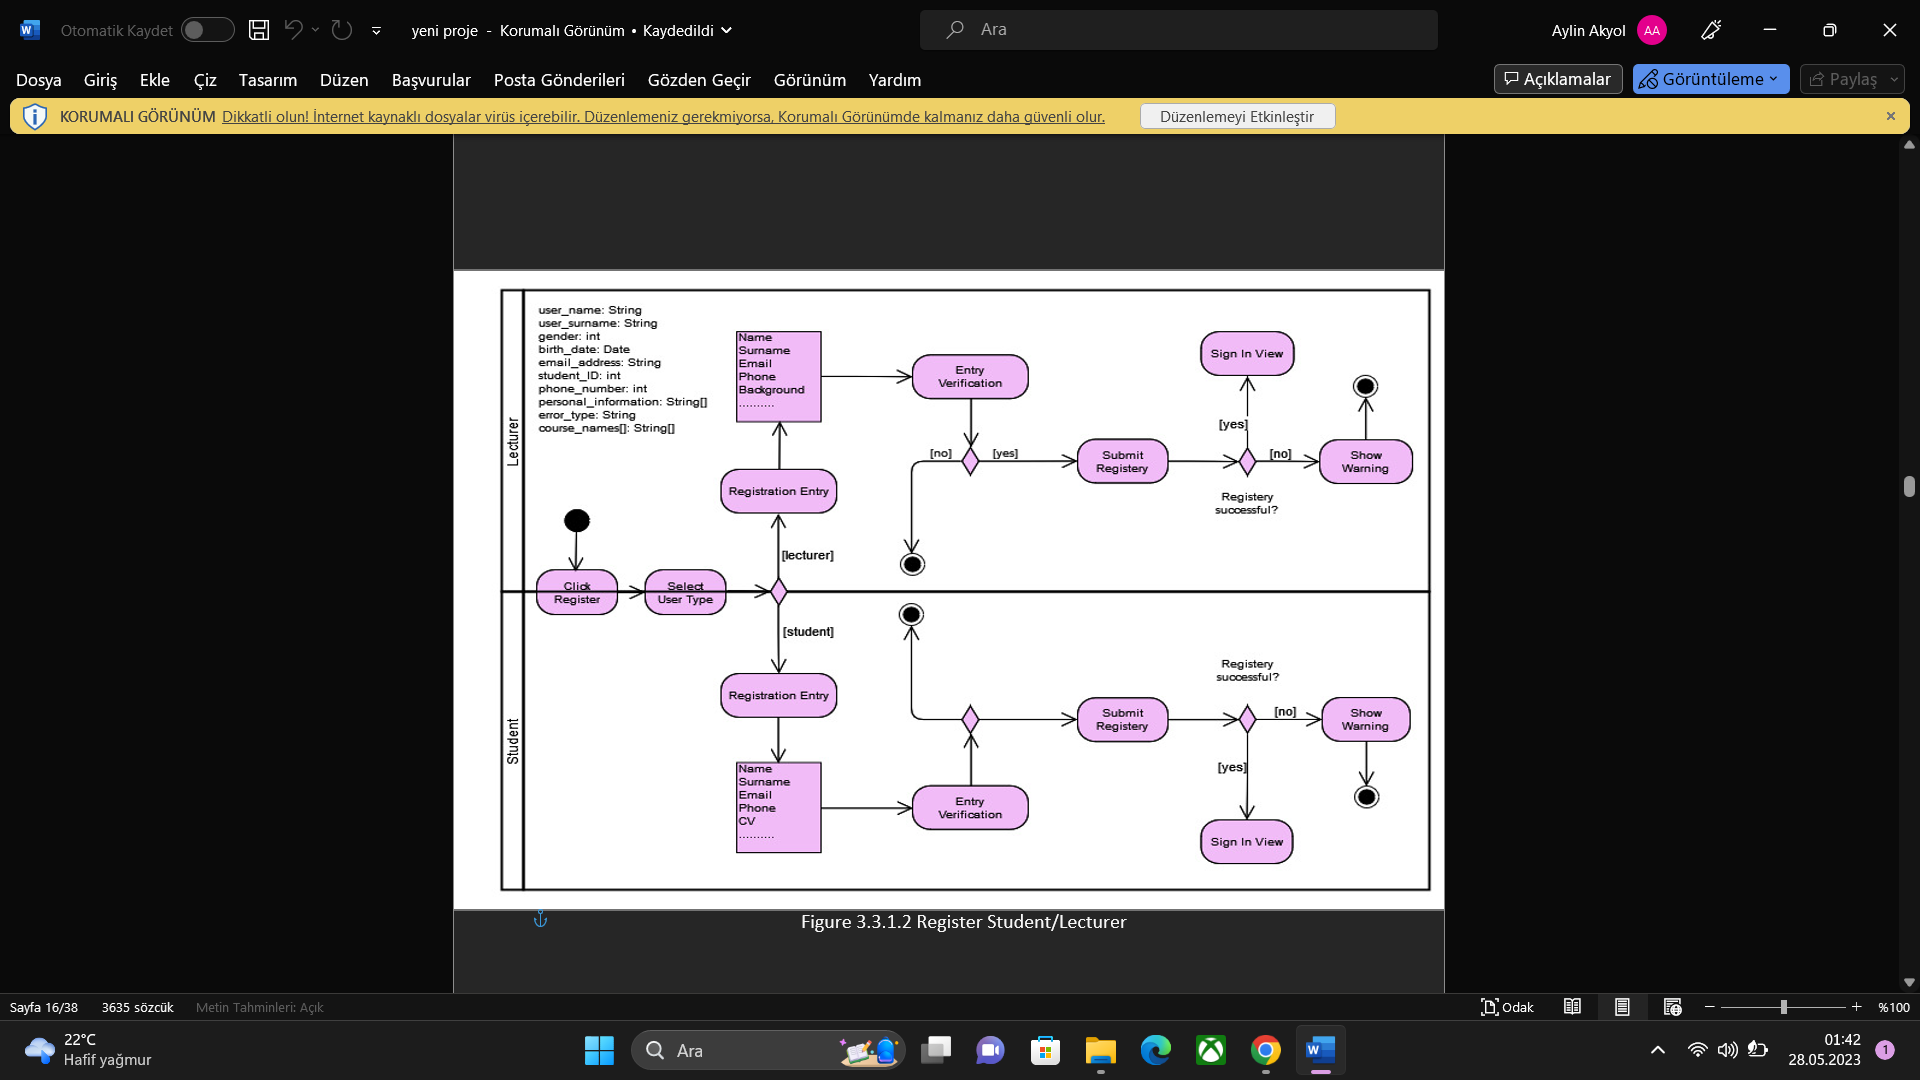 Otomatik Kaydet
yeni proje - Korumalı Görünüm • Kaydedildi
Ara
Aylin Akyol
AA
Dosya Giriş Ekle Çiz Tasarım Düzen Başvurular Posta Gönderileri Gözden Geçir Görünüm Yardım
Açıklamalar
Görüntüleme
Paylaş
KORUMALI GÖRÜNÜM Dikkatli olun! İnternet kaynaklı dosyalar virüs içerebilir. Düzenlemeniz gerekmiyorsa, Korumalı Görünümde kalmanız daha güvenli olur.
Düzenlemeyi Etkinleştir
Lecturer
user_name: String
user_surname: String
gender: int
birth_date: Date
email_address: String
student_ID: int
phone_number: int
personal_information: String[]
error_type: String
course_names[]: String[]
Name
Surname
Email
Phone
Background
..........
Entry
Verification
Sign In View
[yes]
[no]
[yes]
Submit
Registery
[no]
Show
Warning
Registery
successful?
Registration Entry
[lecturer]
Click
Register
Select
User Type
Student
[student]
Registration Entry
Registery
successful?
Submit
Registery
[no]
Show
Warning
[yes]
Name
Surname
Email
Phone
CV
..........
Entry
Verification
Sign In View
Figure 3.3.1.2 Register Student/Lecturer
Sayfa 16/38
3635 sözcük
Metin Tahminleri: Açık
Odak
%100
22°C
Hafif yağmur
Ara
01:42
28.05.2023
1